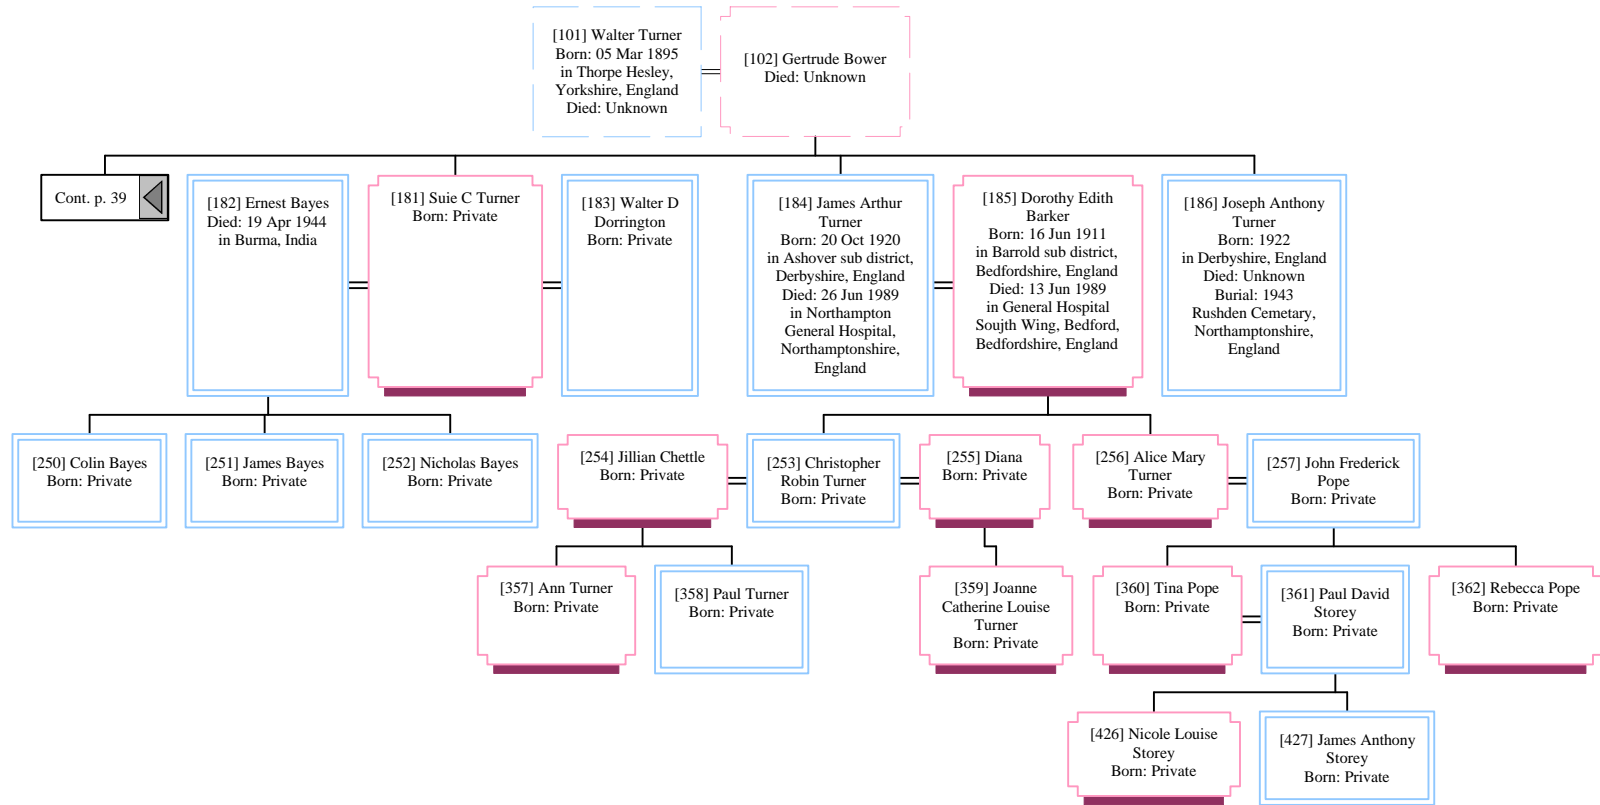 [101] Walter Turner
Born: 05 Mar 1895
in Thorpe Hesley,
Yorkshire, England
Died: Unknown
[102] Gertrude Bower
Died: Unknown
Cont. p. 39
[182] Ernest Bayes
Died: 19 Apr 1944
in Burma, India
[181] Suie C Turner
Born: Private
[183] Walter D
Dorrington
Born: Private
[184] James Arthur
Turner
Born: 20 Oct 1920
in Ashover sub district,
Derbyshire, England
Died: 26 Jun 1989
in Northampton
General Hospital,
Northamptonshire,
England
[185] Dorothy Edith
Barker
Born: 16 Jun 1911
in Barrold sub district,
Bedfordshire, England
Died: 13 Jun 1989
in General Hospital
Soujth Wing, Bedford,
Bedfordshire, England
[186] Joseph Anthony
Turner
Born: 1922
in Derbyshire, England
Died: Unknown
Burial: 1943
Rushden Cemetary,
Northamptonshire,
England
[250] Colin Bayes
Born: Private
[251] James Bayes
Born: Private
[252] Nicholas Bayes
Born: Private
[254] Jillian Chettle
Born: Private
[253] Christopher
Robin Turner
Born: Private
[255] Diana
Born: Private
[256] Alice Mary
Turner
Born: Private
[257] John Frederick
Pope
Born: Private
[357] Ann Turner
Born: Private
[358] Paul Turner
Born: Private
[359] Joanne
Catherine Louise
Turner
Born: Private
[360] Tina Pope
Born: Private
[361] Paul David
Storey
Born: Private
[362] Rebecca Pope
Born: Private
[426] Nicole Louise
Storey
Born: Private
[427] James Anthony
Storey
Born: Private